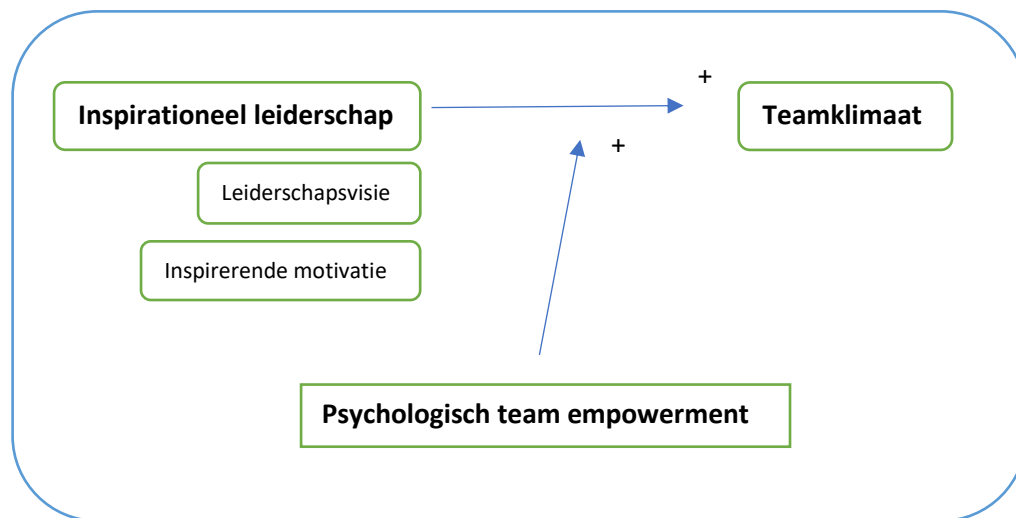 +
Inspirationeel leiderschap
Teamklimaat
+
Leiderschapsvisie
Inspirerende motivatie
Psychologisch team empowerment